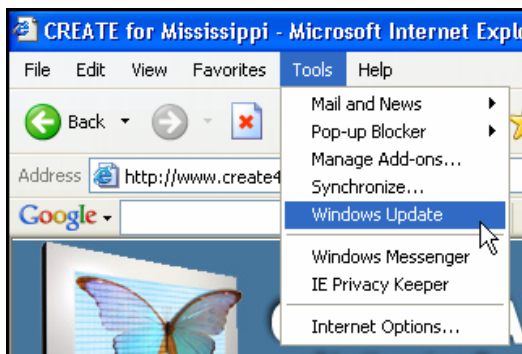 CREATE for Mississippi - Microsoft Internet Expl
File Edit View Favorites Tools Help
Mail and News
Back
Pop-up Blocker
Manage Add-ons...
Address http://www.create4
Synchronize...
Google
Windows Update
Windows Messenger
IE Privacy Keeper
Internet Options...